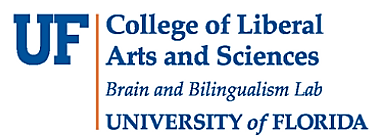 UF
College of Liberal
Arts and Sciences
Brain and Bilingualism Lab
UNIVERSITY of FLORIDA